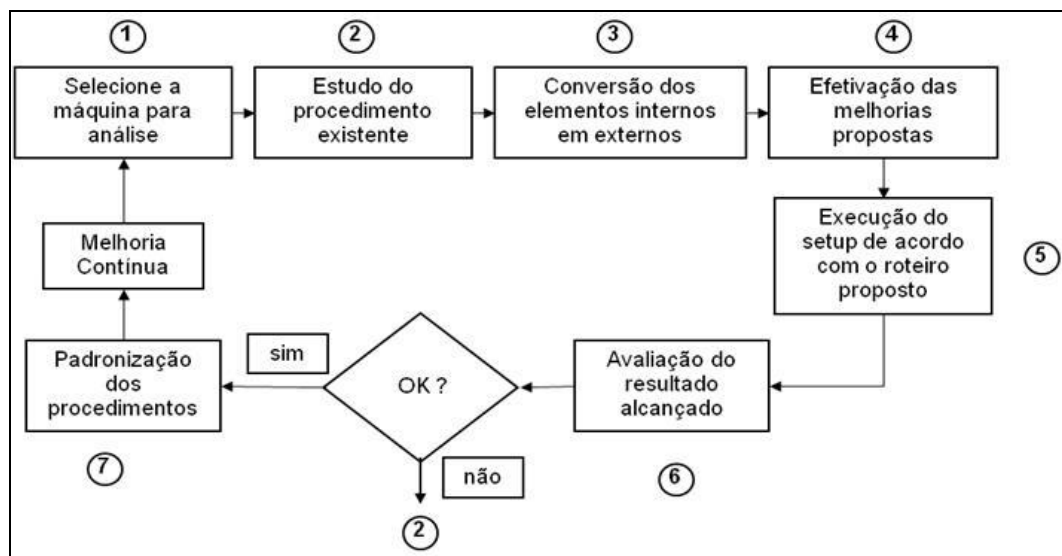 1
Selecione a
máquina para
análise
2
Estudo do
procedimento
existente
3
Conversão dos
elementos internos
em externos
4
Efetivação das
melhorias
propostas
Execução do
setup de acordo
com o roteiro
proposto
5
Avaliação do
resultado
alcançado
6
OK ?
sim
não
2
Padronização
dos
procedimentos
7
Melhoria
Contínua